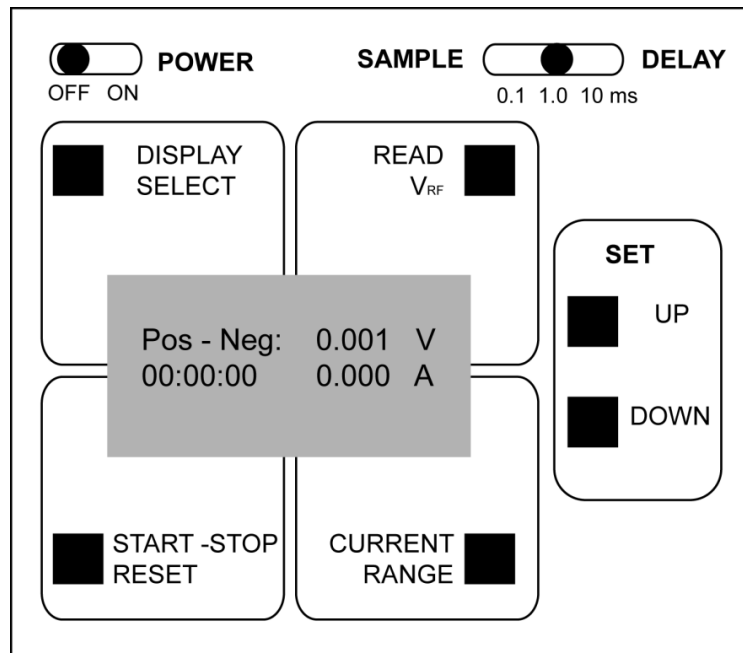 POWER
OFF ON
SAMPLE DELAY
0.1 1.0 10 ms
DISPLAY
SELECT
READ
VRF
SET
UP
DOWN
Pos - Neg: 0.001 V
00:00:00 0.000 A
START -STOP
RESET
CURRENT
RANGE